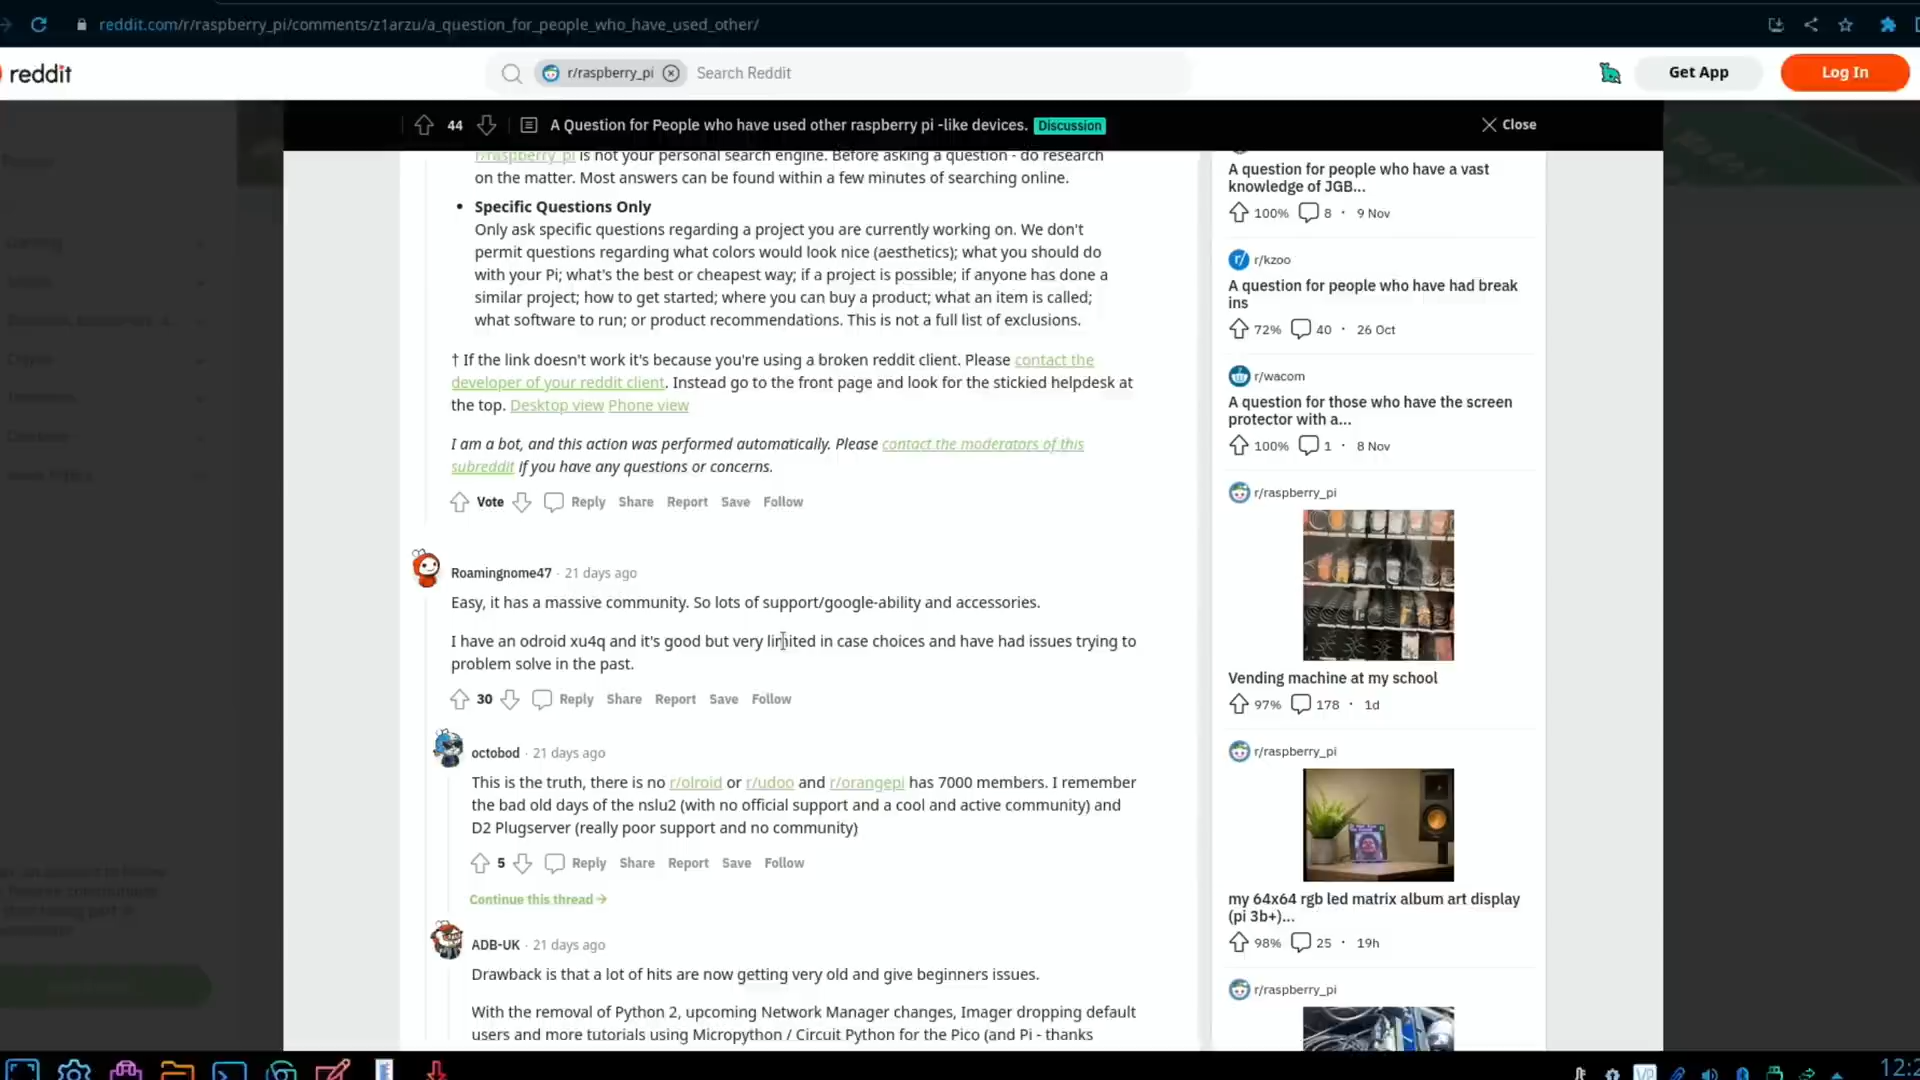 reddit.com/r/raspberry_pi/comments/z1arzu/a_question_for_people_who_have_used_other/
reddit
r/raspberry_pi
Search Reddit
Get App
Log In
44
A Question for People who have used other raspberry pi -like devices.
Discussion
Close
r/raspberry_pi is not your personal search engine. Before asking a question - do research
on the matter. Most answers can be found within a few minutes of searching online.
• Specific Questions Only
Only ask specific questions regarding a project you are currently working on. We don't
permit questions regarding what colors would look nice (aesthetics); what you should do
with your Pi; what's the best or cheapest way; if a project is possible; if anyone has done a
similar project; how to get started; where you can buy a product; what an item is called;
what software to run; or product recommendations. This is not a full list of exclusions.
† If the link doesn't work it's because you're using a broken reddit client. Please contact the
developer of your reddit client. Instead go to the front page and look for the stickied helpdesk at
the top. Desktop view Phone view
I am a bot, and this action was performed automatically. Please contact the moderators of this
subreddit if you have any questions or concerns.
Vote Reply Share Report Save Follow
Roamingnome47 · 21 days ago
Easy, it has a massive community. So lots of support/google-ability and accessories.
I have an odroid xu4q and it's good but very limited in case choices and have had issues trying to
problem solve in the past.
30 Reply Share Report Save Follow
octobod · 21 days ago
This is the truth, there is no r/olroid or r/udoo and r/orangepi has 7000 members. I remember
the bad old days of the nslu2 (with no official support and a cool and active community) and
D2 Plugserver (really poor support and no community)
5 Reply Share Report Save Follow
Continue this thread →
ADB-UK · 21 days ago
Drawback is that a lot of hits are now getting very old and give beginners issues.
With the removal of Python 2, upcoming Network Manager changes, Imager dropping default
users and more tutorials using Micropython / Circuit Python for the Pico (and Pi - thanks
A question for people who have a vast
knowledge of JGB...
100% 8 · 9 Nov
r/kzoo
A question for people who have had break
ins
72% 40 · 26 Oct
r/wacom
A question for those who have the screen
protector with a...
100% 1 · 8 Nov
r/raspberry_pi
Vending machine at my school
97% 178 · 1d
r/raspberry_pi
my 64x64 rgb led matrix album art display
(pi 3b+)...
98% 25 · 19h
r/raspberry_pi